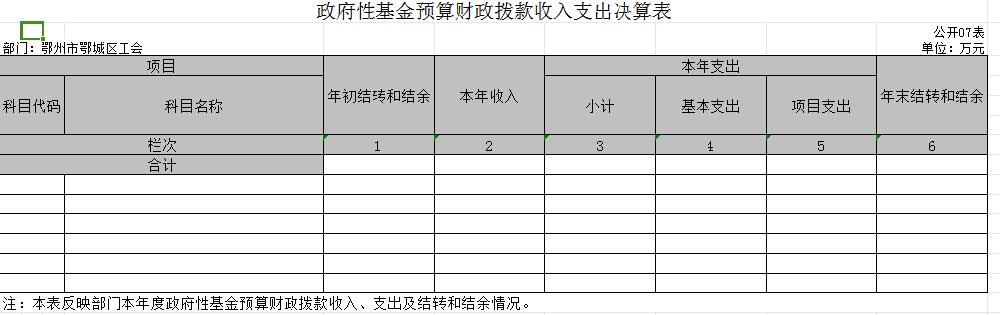 政府性基金预算财政拨款收入支出决算表
公开07表
部门：鄂州市鄂城区工会 单位：万元
项目 年初结转和结余 本年收入 本年支出 年末结转和结余
科目代码 科目名称 小计 基本支出 项目支出
栏次 1 2 3 4 5 6
合计
注：本表反映部门本年度政府性基金预算财政拨款收入、支出及结转和结余情况。